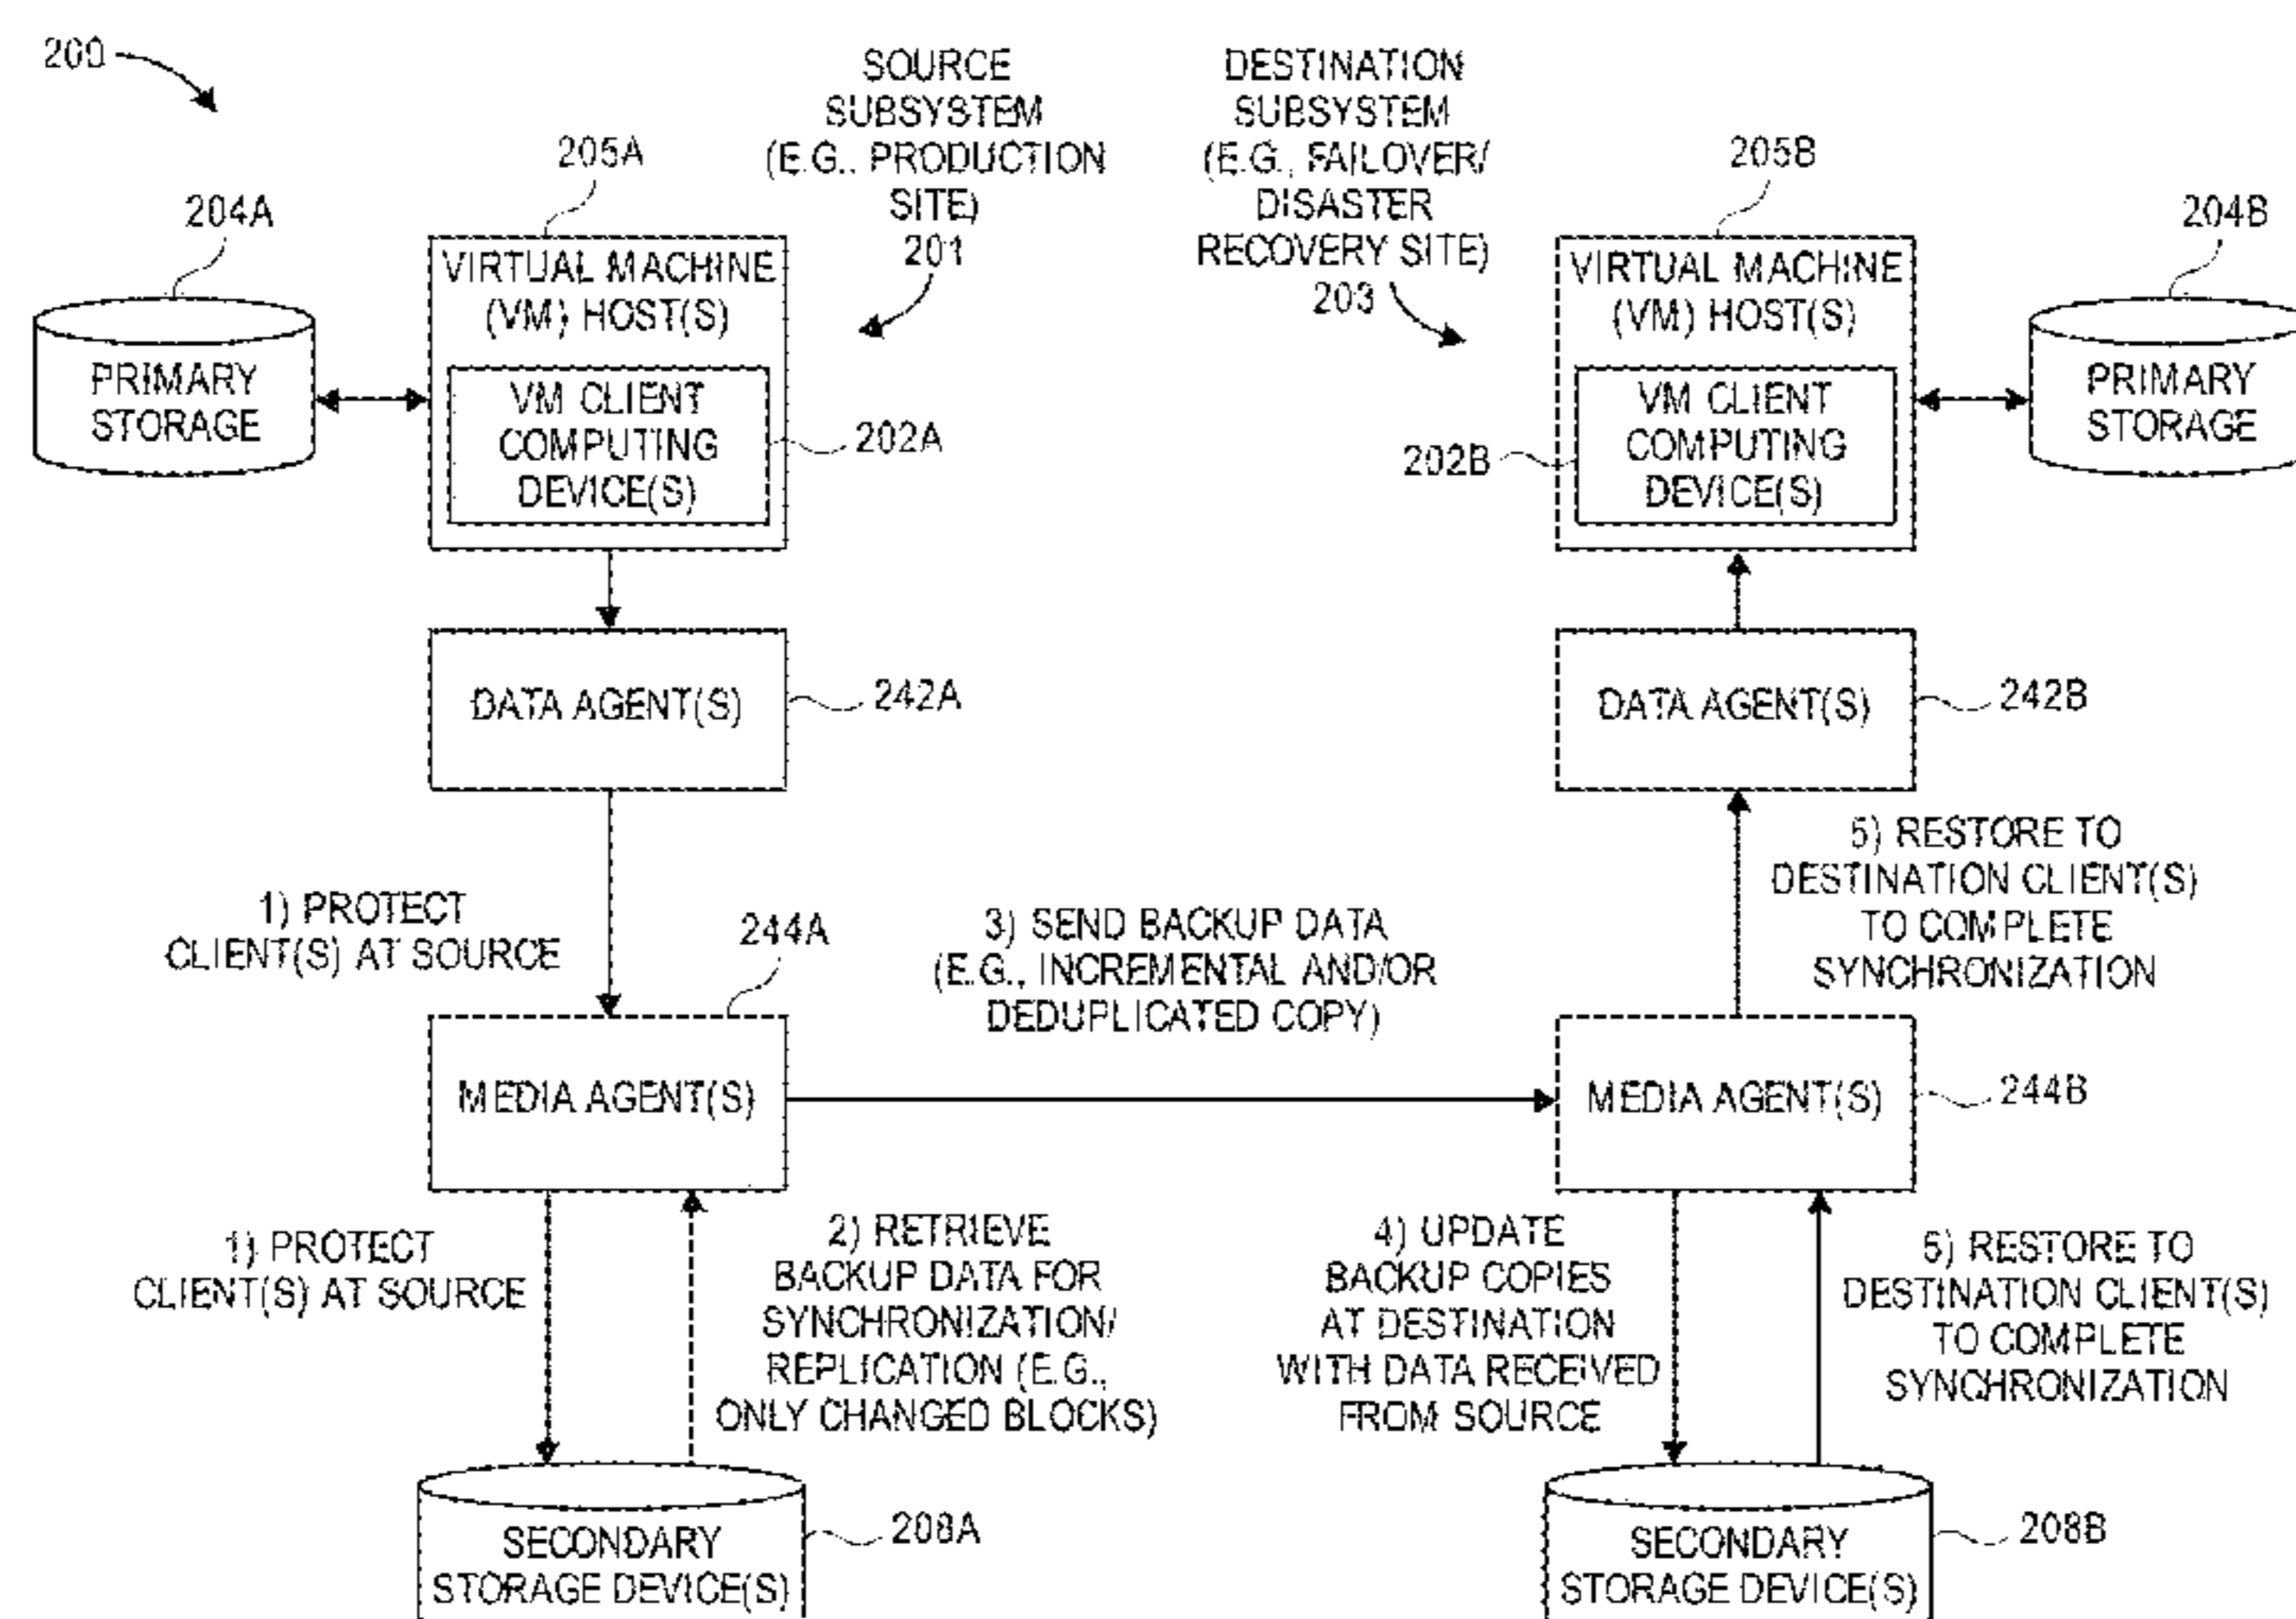 200
SOURCE
SUBSYSTEM
(E.G., PRODUCTION
SITE)
201
DESTINATION
SUBSYSTEM
(E.G., FAILOVER/
DISASTER
RECOVERY SITE)
203
204A
205A
205B
204B
PRIMARY
STORAGE
VIRTUAL MACHINE
(VM) HOST(S)
VM CLIENT
COMPUTING
DEVICE(S)
202A
VIRTUAL MACHINE
(VM) HOST(S)
VM CLIENT
COMPUTING
DEVICE(S)
202B
PRIMARY
STORAGE
DATA AGENT(S)
242A
DATA AGENT(S)
242B
1) PROTECT
CLIENT(S) AT SOURCE
244A
3) SEND BACKUP DATA
(E.G., INCREMENTAL AND/OR
DEDUPLICATED COPY)
5) RESTORE TO
DESTINATION CLIENT(S)
TO COMPLETE
SYNCHRONIZATION
MEDIA AGENT(S)
MEDIA AGENT(S)
244B
1) PROTECT
CLIENT(S) AT SOURCE
2) RETRIEVE
BACKUP DATA FOR
SYNCHRONIZATION/
REPLICATION (E.G.,
ONLY CHANGED BLOCKS)
4) UPDATE
BACKUP COPIES
AT DESTINATION
WITH DATA RECEIVED
FROM SOURCE
5) RESTORE TO
DESTINATION CLIENT(S)
TO COMPLETE
SYNCHRONIZATION
SECONDARY
STORAGE DEVICE(S)
208A
SECONDARY
STORAGE DEVICE(S)
208B